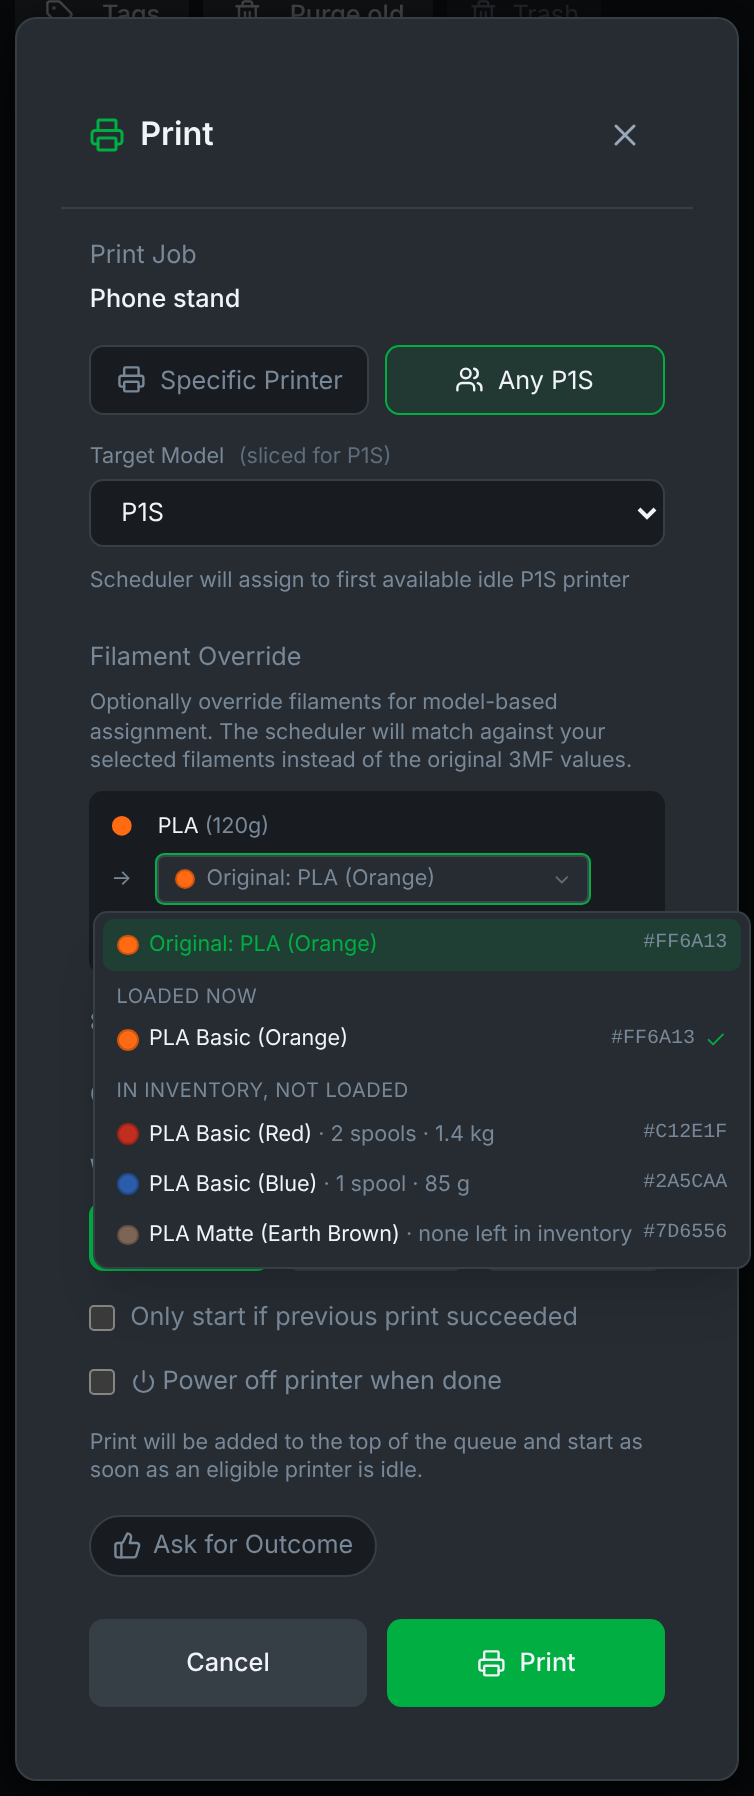 Tags Purge old Trash
Print
Print Job
Phone stand
Specific Printer
Any P1S
Target Model (sliced for P1S)
P1S
Scheduler will assign to first available idle P1S printer
Filament Override
Optionally override filaments for model-based
assignment. The scheduler will match against your
selected filaments instead of the original 3MF values.
PLA (120g)
→ Original: PLA (Orange)
Original: PLA (Orange) #FF6A13
LOADED NOW
PLA Basic (Orange) #FF6A13
IN INVENTORY, NOT LOADED
PLA Basic (Red) · 2 spools · 1.4 kg #C12E1F
PLA Basic (Blue) · 1 spool · 85 g #2A5CAA
PLA Matte (Earth Brown) · none left in inventory #7D6556
Only start if previous print succeeded
Power off printer when done
Print will be added to the top of the queue and start as
soon as an eligible printer is idle.
Ask for Outcome
Cancel
Print